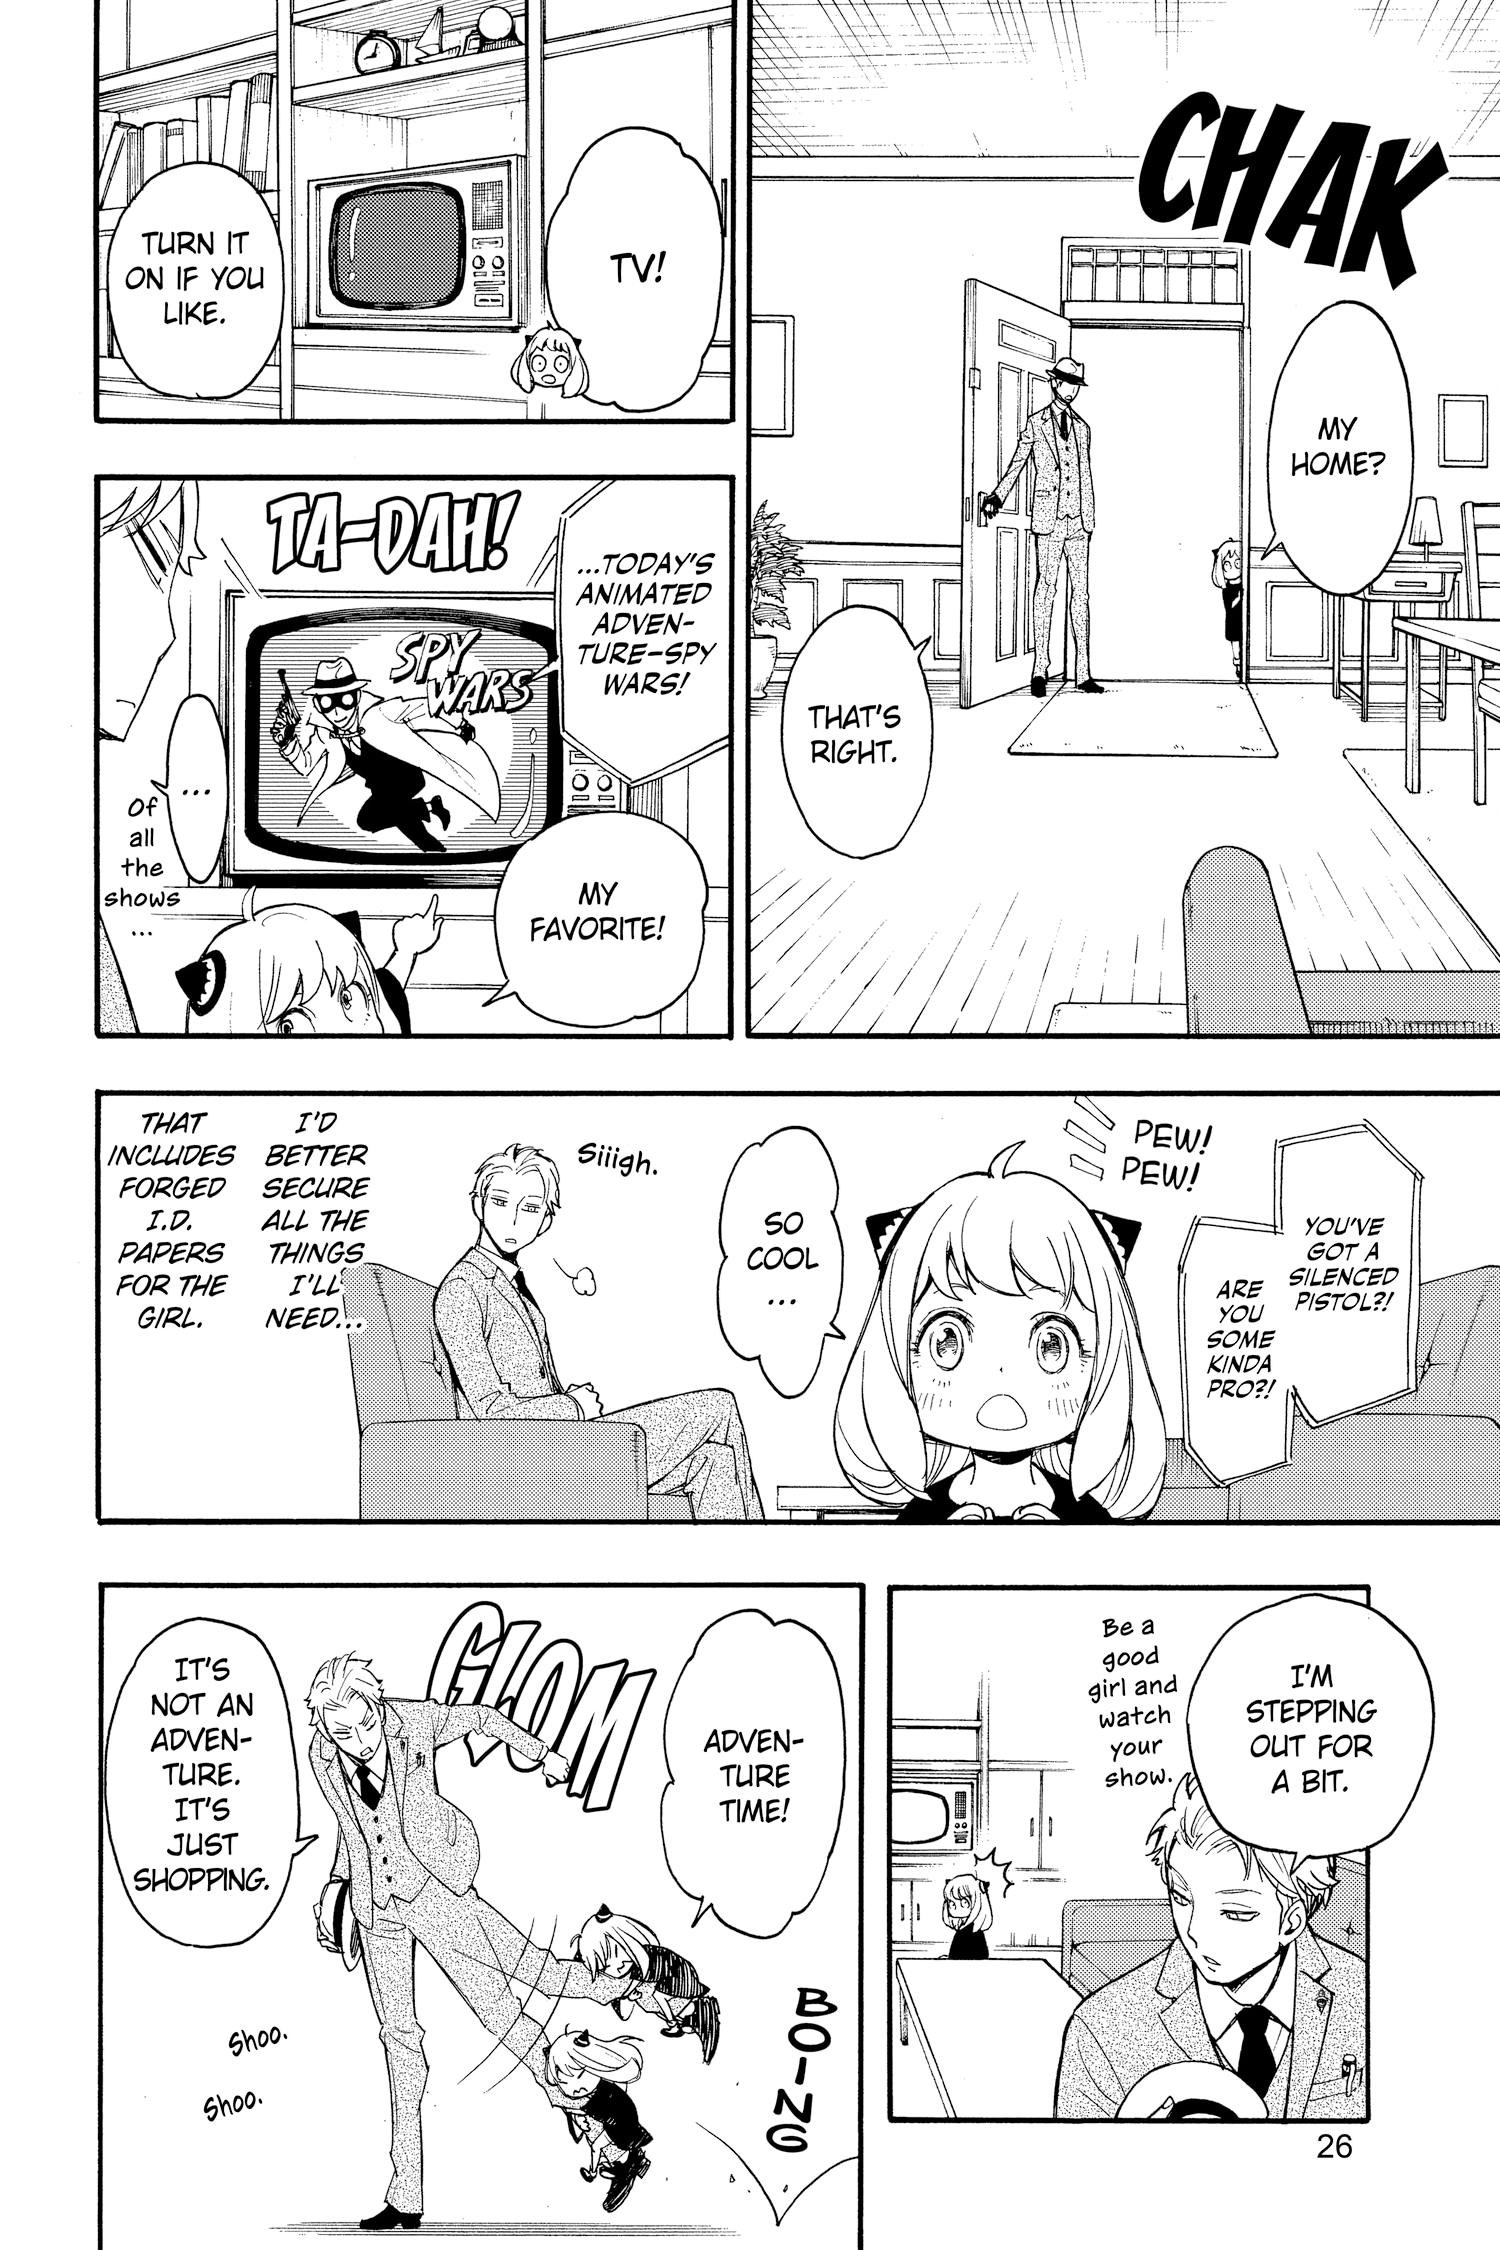 CHAK
MY
HOME?
THAT'S
RIGHT.
TV!
TURN IT
ON IF YOU
LIKE.
TA-DAH!
...TODAY'S
ANIMATED
ADVEN-
TURE-SPY
WARS!
SPY
WARS
...
Of
all
the
shows
...
MY
FAVORITE!
YOU'VE
GOT A
SILENCED
PISTOL?!
ARE
YOU
SOME
KINDA
PRO?!
PEW!
PEW!
SO
COOL
...
Siiigh.
I'D
BETTER
SECURE
ALL THE
THINGS
I'LL
NEED...
THAT
INCLUDES
FORGED
I.D.
PAPERS
FOR THE
GIRL.
I'M
STEPPING
OUT FOR
A BIT.
Be a
good
girl and
watch
your
show.
ADVEN-
TURE
TIME!
GLOM
BOING
IT'S
NOT AN
ADVEN-
TURE.
IT'S
JUST
SHOPPING.
Shoo.
Shoo.
26